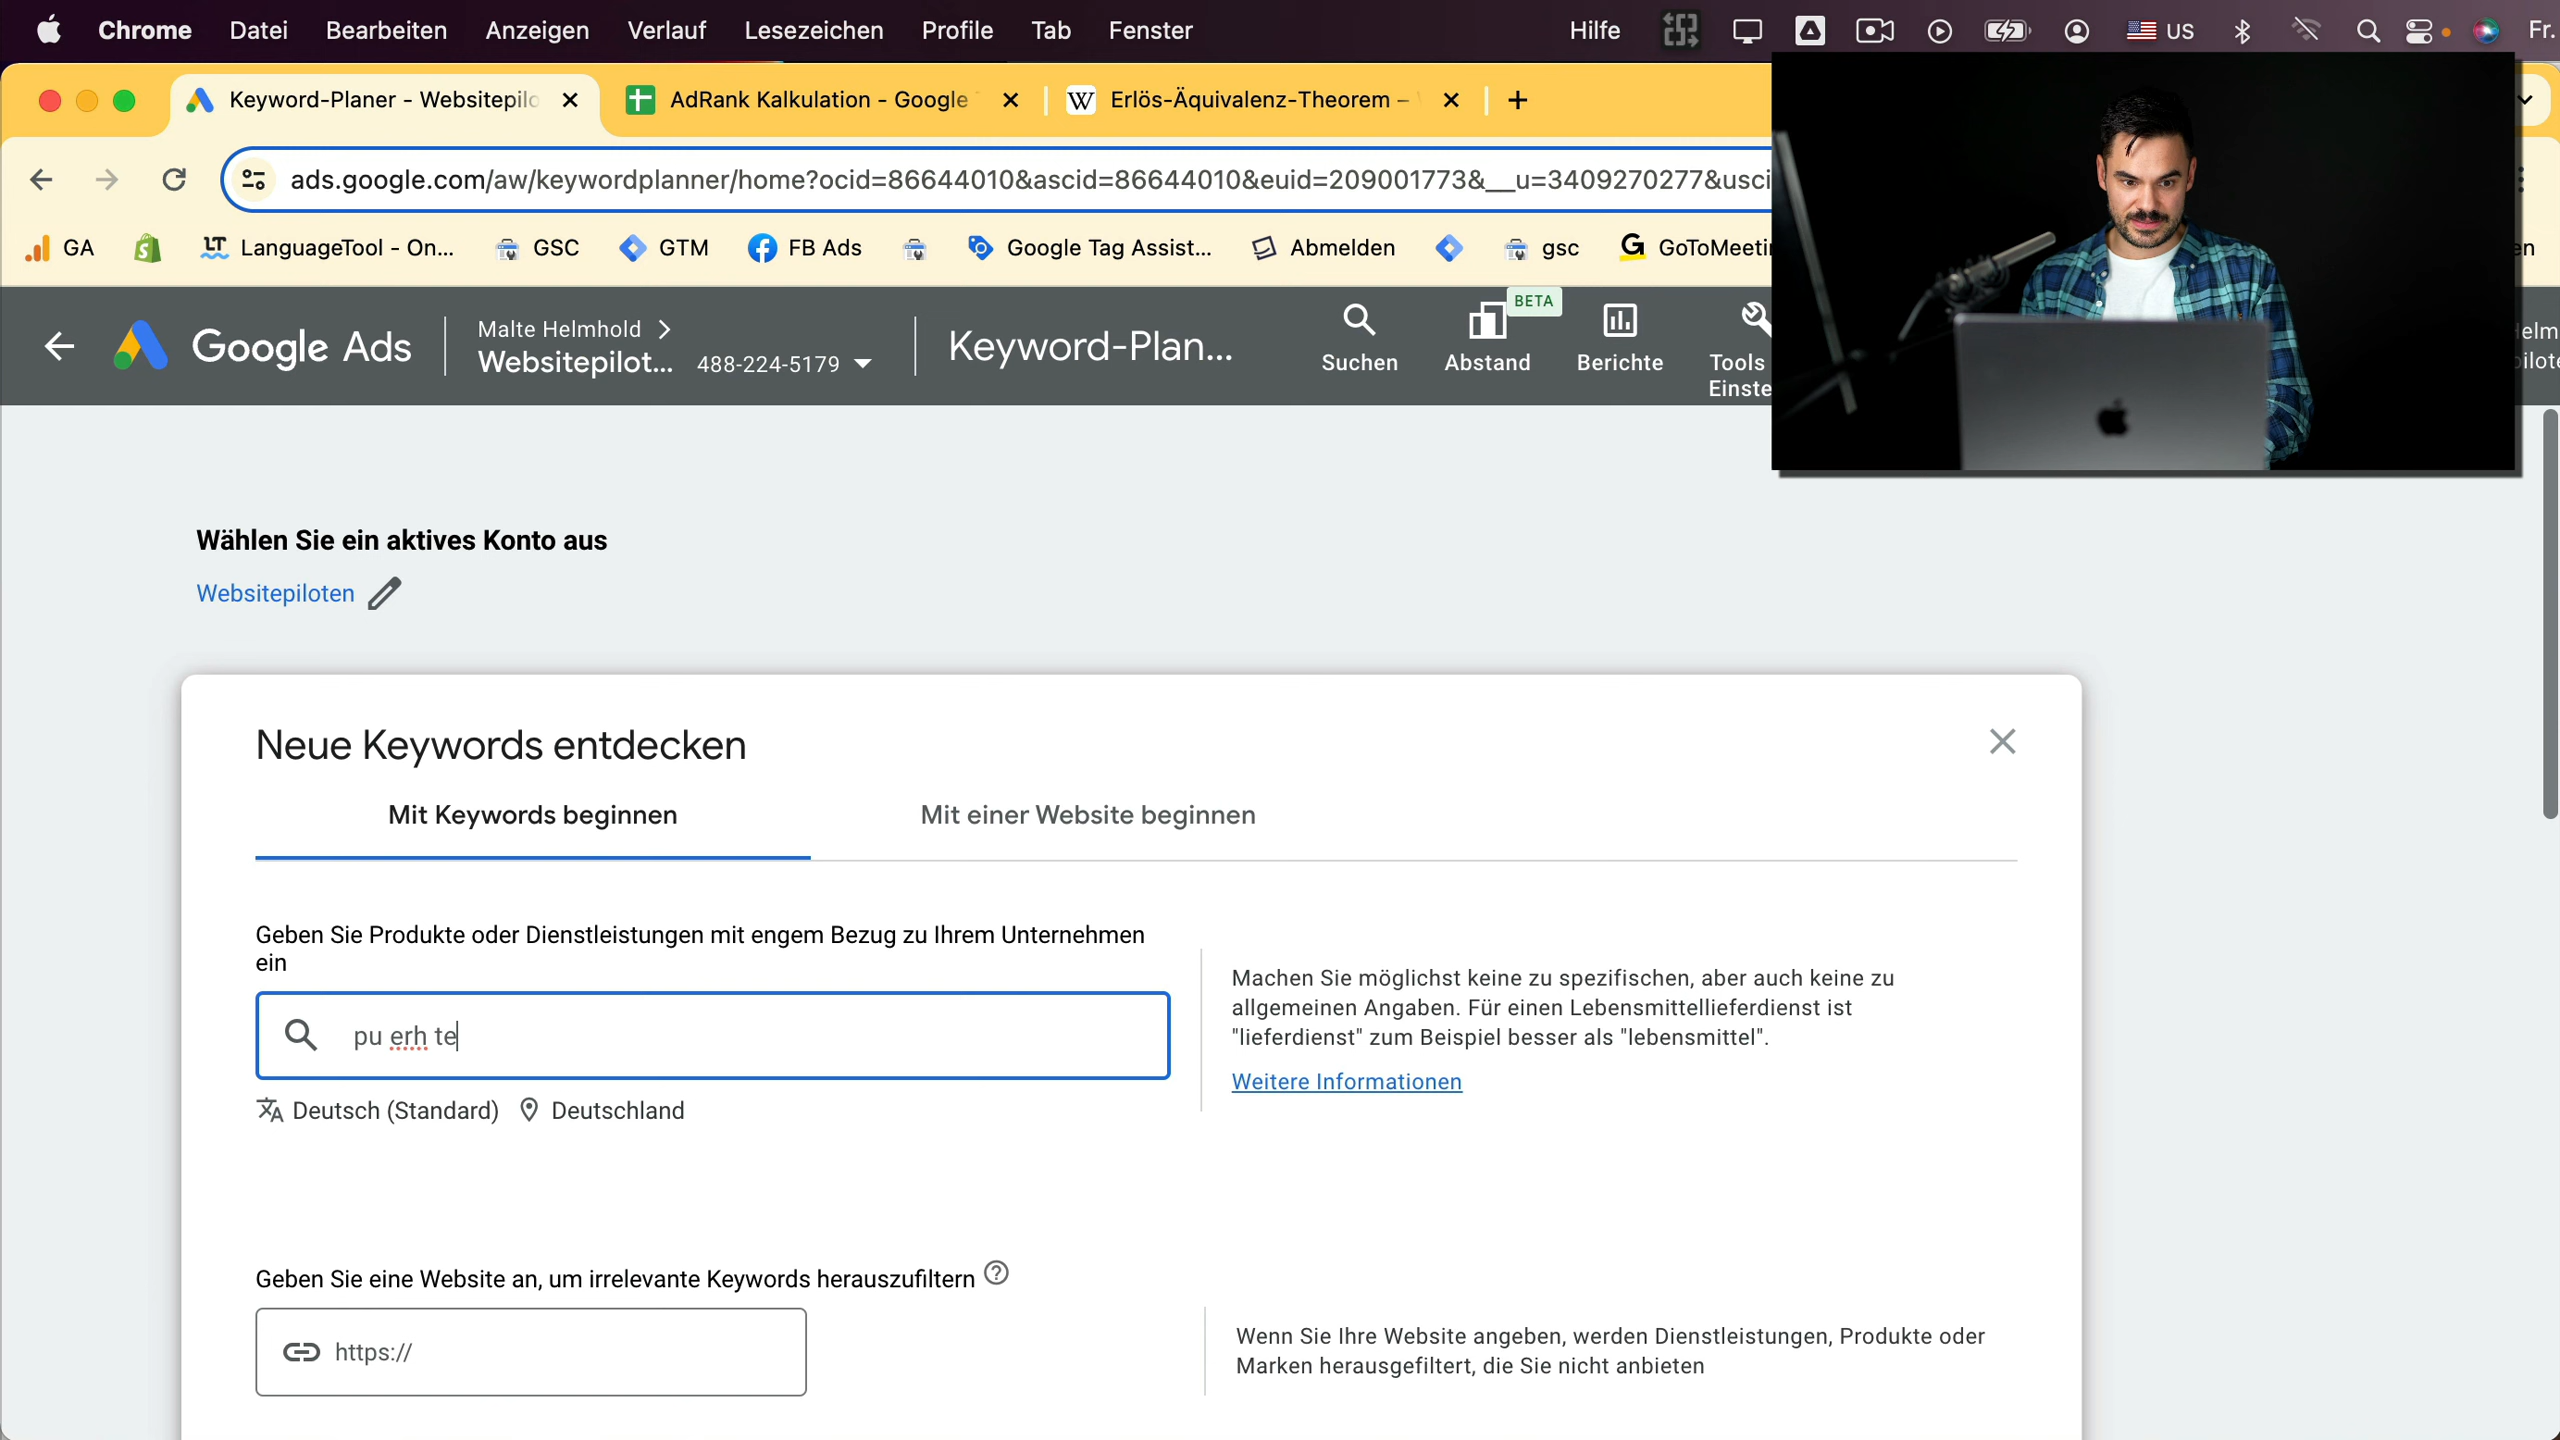 Chrome Datei Bearbeiten Anzeigen Verlauf Lesezeichen Profile Tab Fenster Hilfe US Fr.
Keyword-Planer - Websitepilo AdRank Kalkulation - Google Erlös-Äquivalenz-Theorem –
ads.google.com/aw/keywordplanner/home?ocid=86644010&ascid=86644010&euid=209001773&__u=3409270277&usci
GA LanguageTool - On... GSC GTM FB Ads Google Tag Assist... Abmelden gsc GoToMeeti en
BETA
Google Ads Malte Helmhold Keyword-Plan...
Websitepilot... 488-224-5179
Suchen Abstand Berichte Tools
Einste
Wählen Sie ein aktives Konto aus
Websitepiloten
Neue Keywords entdecken
Mit Keywords beginnen Mit einer Website beginnen
Geben Sie Produkte oder Dienstleistungen mit engem Bezug zu Ihrem Unternehmen
ein
pu erh te
Deutsch (Standard) Deutschland
Machen Sie möglichst keine zu spezifischen, aber auch keine zu
allgemeinen Angaben. Für einen Lebensmittellieferdienst ist
"lieferdienst" zum Beispiel besser als "lebensmittel".
Weitere Informationen
Geben Sie eine Website an, um irrelevante Keywords herauszufiltern
https://
Wenn Sie Ihre Website angeben, werden Dienstleistungen, Produkte oder
Marken herausgefiltert, die Sie nicht anbieten